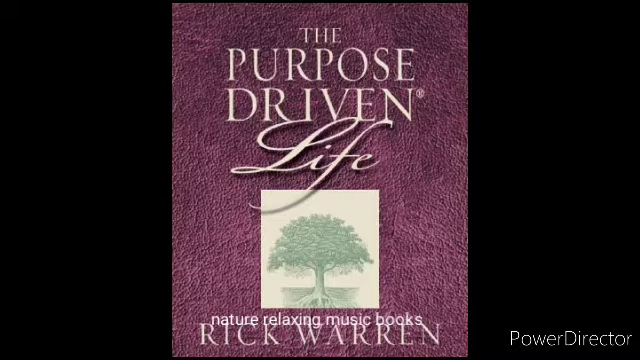 THE
PURPOSE
DRIVEN®
Life
nature relaxing music books
RICK WARREN
PowerDirector